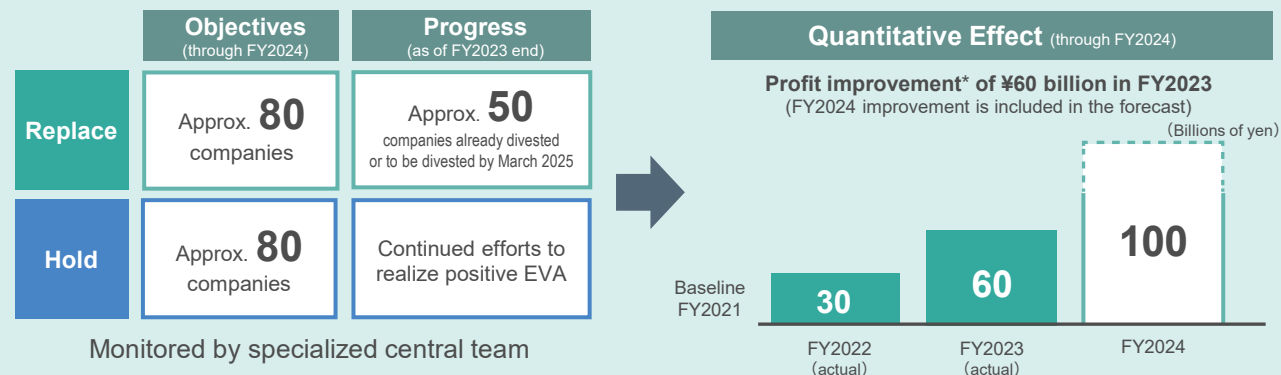 Objectives
(through FY2024)
Progress
(as of FY2023 end)
Replace
Approx. 80
companies
Approx. 50
companies already divested
or to be divested by March 2025
Hold
Approx. 80
companies
Continued efforts to
realize positive EVA
Monitored by specialized central team
Quantitative Effect (through FY2024)
Profit improvement* of ¥60 billion in FY2023
(FY2024 improvement is included in the forecast)
(Billions of yen)
Baseline
FY2021
30
60
100
FY2022
(actual)
FY2023
(actual)
FY2024